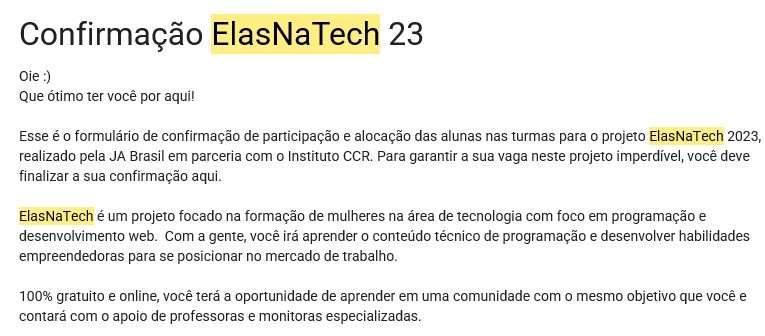 Confirmação ElasNaTech 23
Oie :)
Que ótimo ter você por aqui!
Esse é o formulário de confirmação de participação e alocação das alunas nas turmas para o projeto ElasNaTech 2023,
realizado pela JA Brasil em parceria com o Instituto CCR. Para garantir a sua vaga neste projeto imperdível, você deve
finalizar a sua confirmação aqui.
ElasNaTech é um projeto focado na formação de mulheres na área de tecnologia com foco em programação e
desenvolvimento web.  Com a gente, você irá aprender o conteúdo técnico de programação e desenvolver habilidades
empreendedoras para se posicionar no mercado de trabalho.
100% gratuito e online, você terá a oportunidade de aprender em uma comunidade com o mesmo objetivo que você e
contará com o apoio de professoras e monitoras especializadas.